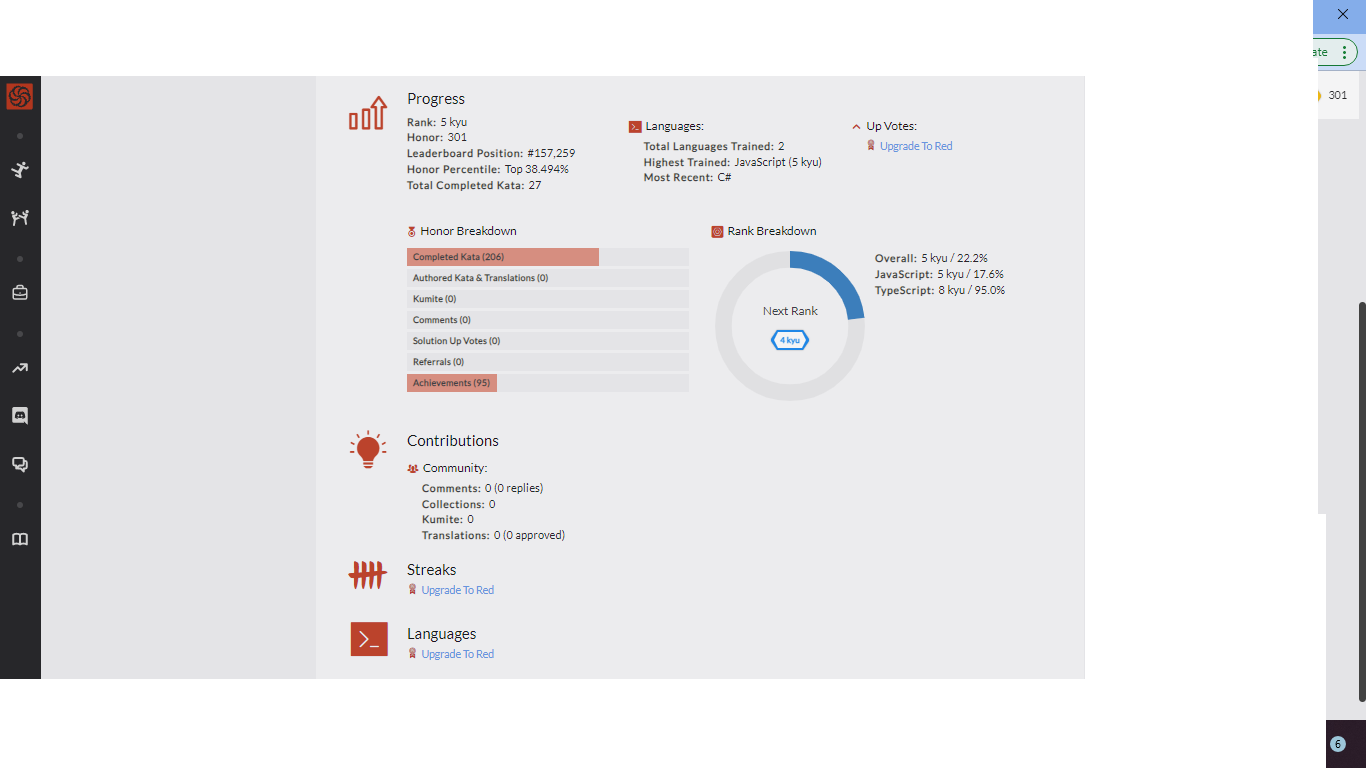 ate
301
Progress
Rank: 5 kyu
Honor: 301
Leaderboard Position: #157,259
Honor Percentile: Top 38.494%
Total Completed Kata: 27
Languages:
Total Languages Trained: 2
Highest Trained: JavaScript (5 kyu)
Most Recent: C#
Up Votes:
Upgrade To Red
Honor Breakdown
Completed Kata (206)
Authored Kata & Translations (0)
Kumite (0)
Comments (0)
Solution Up Votes (0)
Referrals (0)
Achievements (95)
Rank Breakdown
Next Rank
4 kyu
Overall: 5 kyu / 22.2%
JavaScript: 5 kyu / 17.6%
TypeScript: 8 kyu / 95.0%
Contributions
Community:
Comments: 0 (0 replies)
Collections: 0
Kumite: 0
Translations: 0 (0 approved)
Streaks
Upgrade To Red
Languages
Upgrade To Red
6